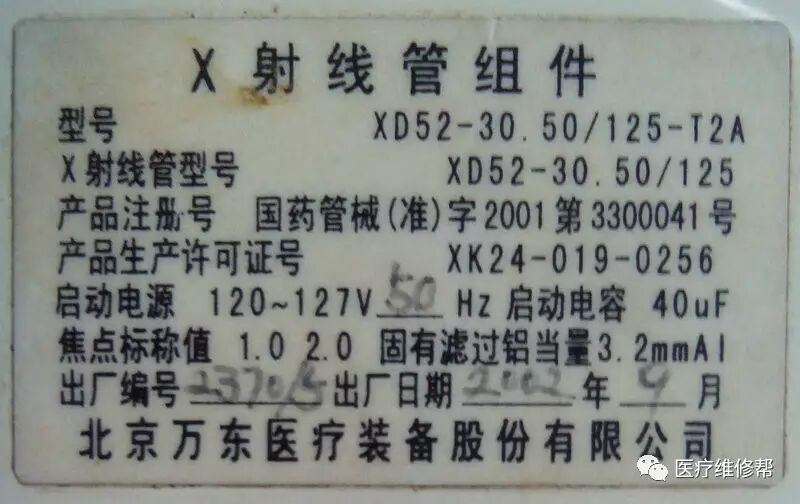 X射线管组件
型号 XD52-30.50/125-T2A
X射线管型号 XD52-30.50/125
产品注册号 国药管械(准)字2001第3300041号
产品生产许可证号 XK24-019-0256
启动电源 120~127V 50 Hz 启动电容 40uF
焦点标称值 1.0 2.0 固有滤过铝当量3.2mmAl
出厂编号 出厂日期 2002 年 9 月
北京万东医疗装备股份有限公司
医疗维修帮